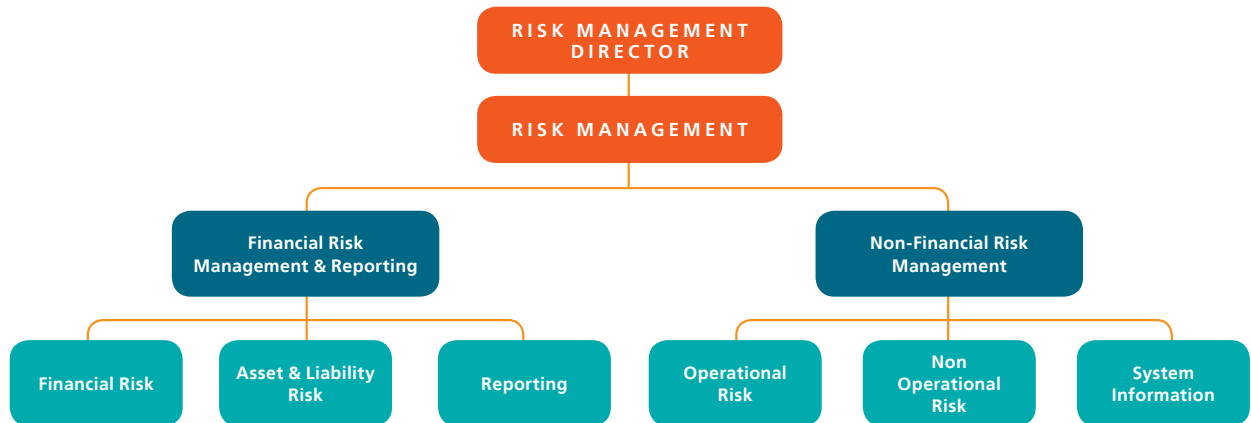 RISK MANAGEMENT
DIRECTOR
RISK MANAGEMENT
Financial Risk
Management & Reporting
Non-Financial Risk
Management
Financial Risk
Asset & Liability
Risk
Reporting
Operational
Risk
Non
Operational
Risk
System
Information